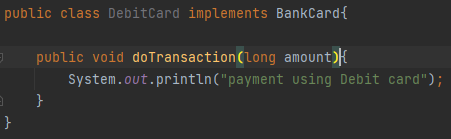 public class DebitCard implements BankCard{
public void doTransaction(long amount){
System.out.println("payment using Debit card");
}
}